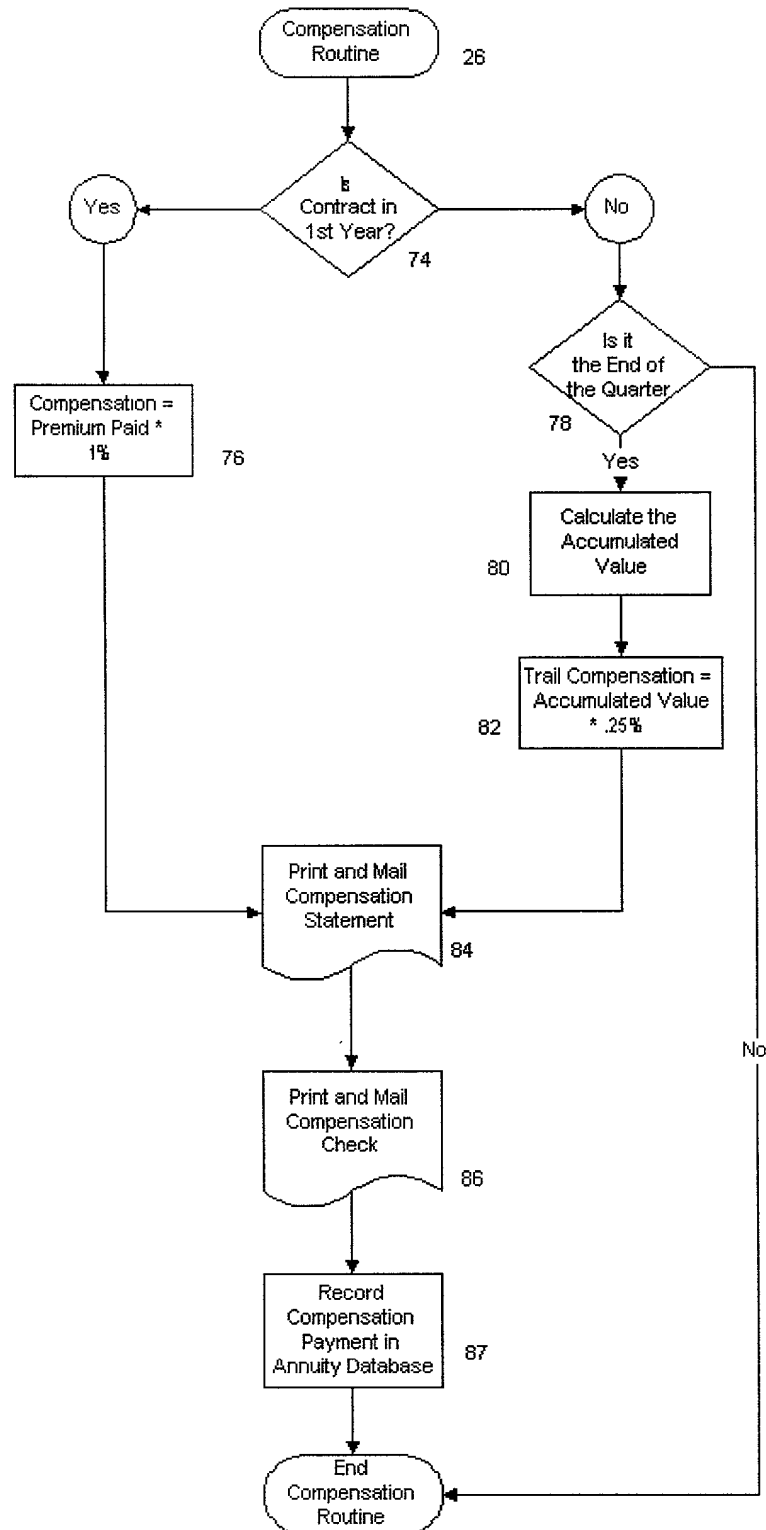 Compensation
Routine
26
Is
Contract in
1st Year?
74
Yes
No
Is it
the End of
the Quarter
78
Yes
Compensation =
Premium Paid *
1%
76
Calculate the
Accumulated
Value
80
Trail Compensation =
Accumulated Value
* .25%
82
Print and Mail
Compensation
Statement
84
No
Print and Mail
Compensation
Check
86
Record
Compensation
Payment in
Annuity Database
87
End
Compensation
Routine